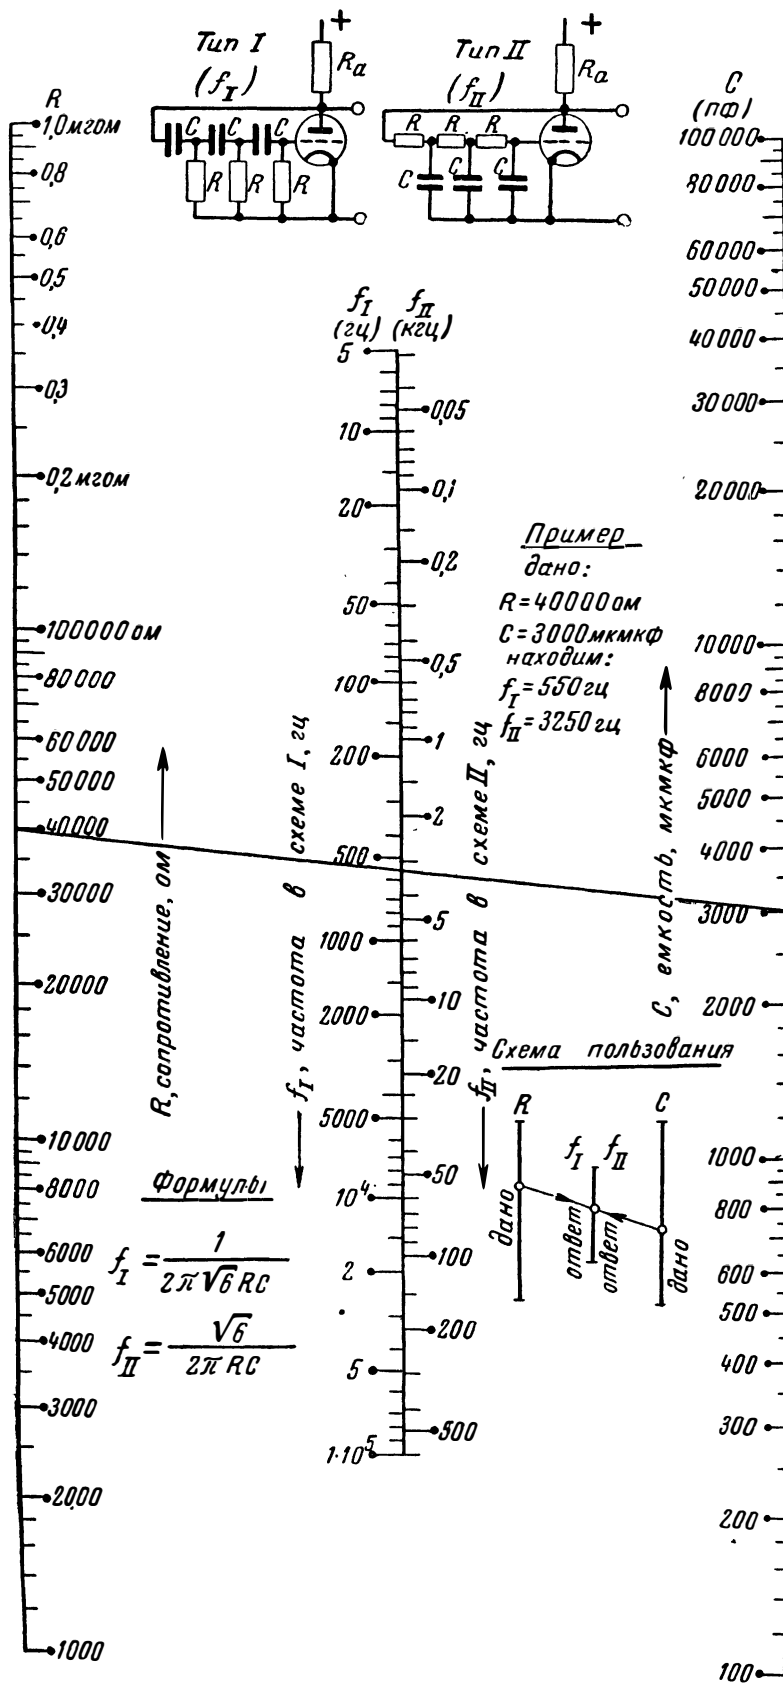 Тип I
(f_I)
+
R_a
C C C
R R R
Тип II
(f_II)
+
R_a
R R R
C C C
R
1,0 мгом
0,8
0,6
0,5
0,4
0,3
0,2 мгом
100000 ом
80000
60000
50000
40000
30000
20000
10000
8000
6000
5000
4000
3000
2000
1000
R, сопротивление, ом
f_I f_II
(гц) (кгц)
5
10
20
50
100
200
500
1000
2000
5000
10⁴
2
5
1·10⁵
0,05
0,1
0,2
0,5
1
2
5
10
20
50
100
200
500
f_I, частота в схеме I, гц
f_II, частота в схеме II, гц
Пример
дано:
R=40000 ом
C=3000 мкмкф
находим:
f_I=550 гц
f_II=3250 гц
C, емкость, мкмкф
C
(пф)
100 000
80 000
60 000
50 000
40 000
30 000
20 000
10000
8000
6000
5000
4000
3000
2000
1000
800
600
500
400
300
200
100
Схема пользования
R
C
f_I f_II
дано
ответ
ответ
дано
Формулы
f_I = 1 / 2π√6 RC
f_II = √6 / 2π RC